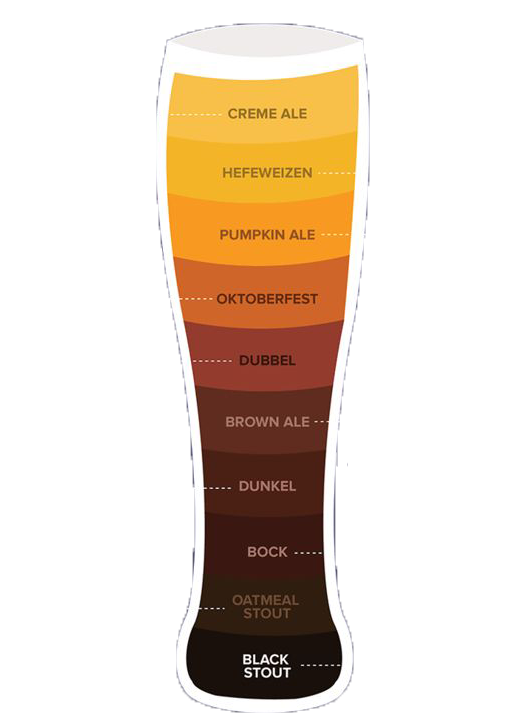 CREME ALE
HEFEWEIZEN
PUMPKIN ALE
OKTOBERFEST
DUBBEL
BROWN ALE
DUNKEL
BOCK
OATMEAL
STOUT
BLACK
STOUT